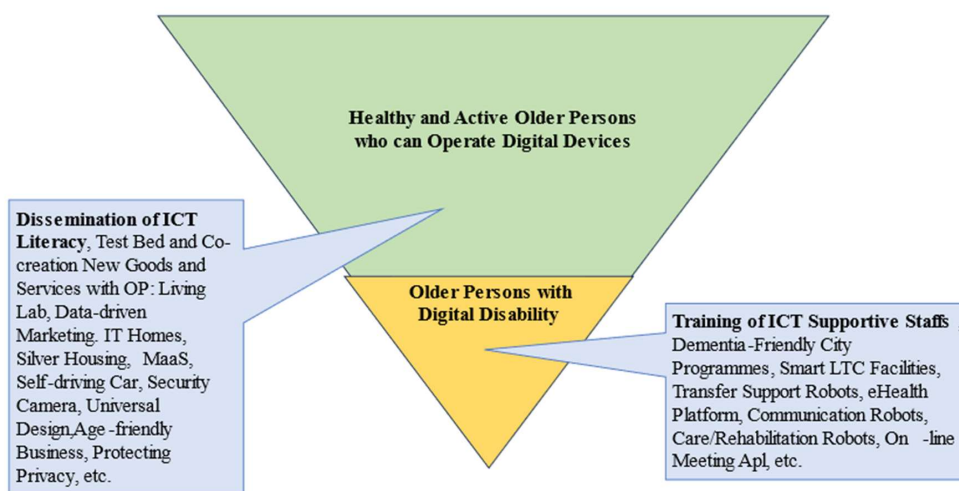 Healthy and Active Older Persons
who can Operate Digital Devices
Dissemination of ICT
Literacy, Test Bed and Co-
creation New Goods and
Services with OP: Living
Lab, Data-driven
Marketing. IT Homes,
Silver Housing, MaaS,
Self-driving Car, Security
Camera, Universal
Design,Age-friendly
Business, Protecting
Privacy, etc.
Older Persons with
Digital Disability
Training of ICT Supportive Staffs ,
Dementia-Friendly City
Programmes, Smart LTC Facilities,
Transfer Support Robots, eHealth
Platform, Communication Robots,
Care/Rehabilitation Robots, On -line
Meeting Apl, etc.